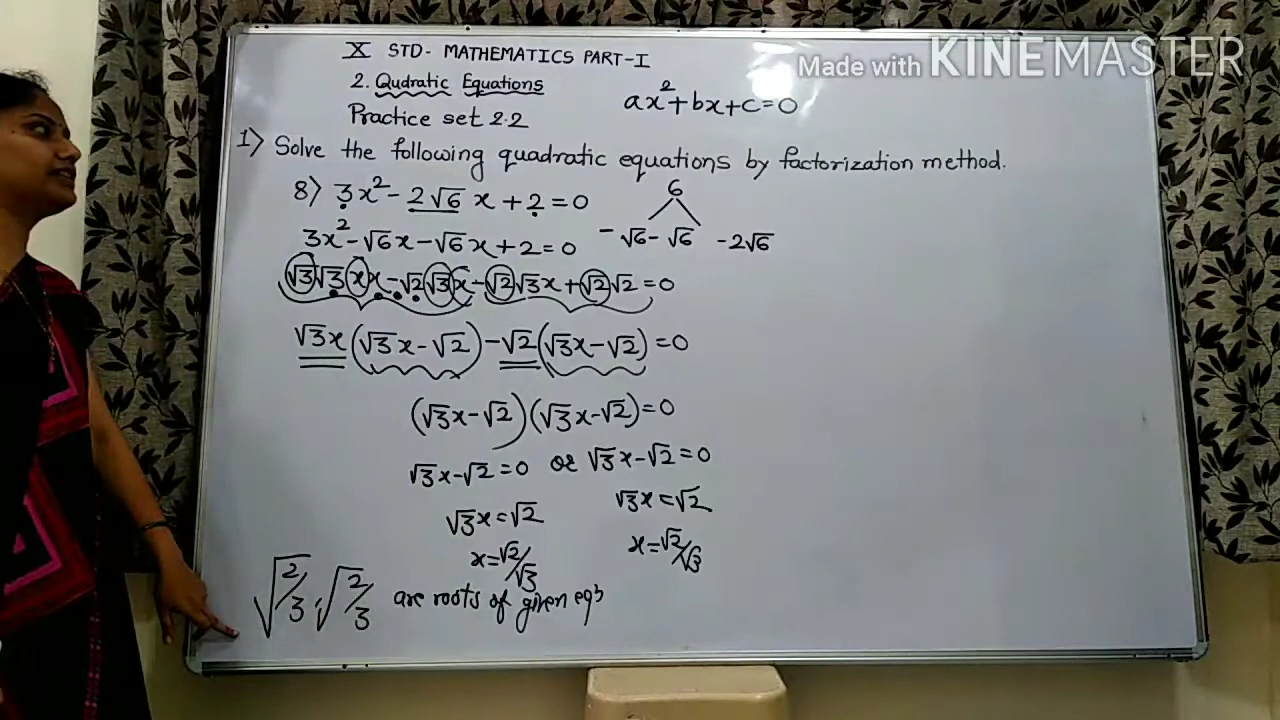 Made with KINEMASTER
X STD- MATHEMATICS PART-I
2. Qudratic Equations
ax²+bx+c=0
Practice set 2.2
1) Solve the following quadratic equations by factorization method.
8) 3x² - 2√6 x + 2 = 0
6
3x² - √6x - √6x + 2 = 0
- √6 - √6 -2√6
√3√3 x x - √2√3 x - √2√3x + √2√2 = 0
√3x(√3x - √2) - √2(√3x - √2) = 0
(√3x - √2)(√3x - √2) = 0
√3x - √2 = 0 or √3x - √2 = 0
√3x = √2 √3x = √2
x = √2/√3 x = √2/√3
√2/3, √2/3 are roots of given eqⁿ